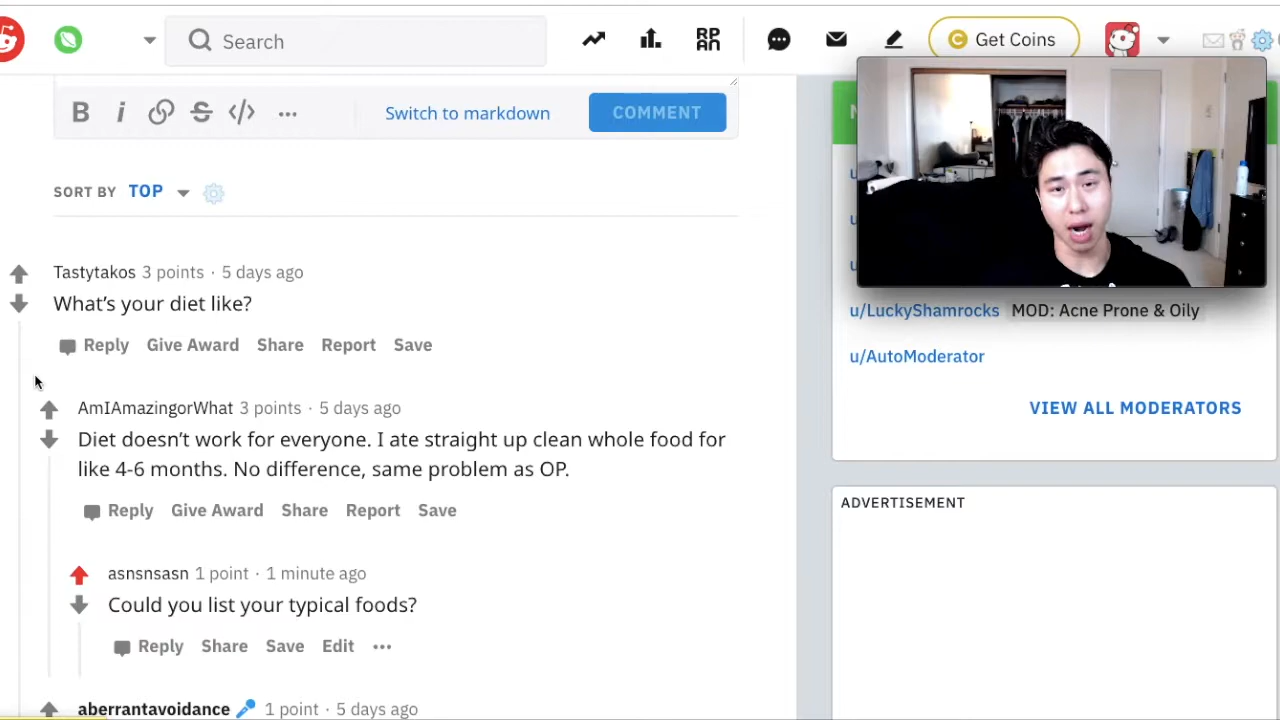 Search
RPAN
Get Coins
B i </> ...
Switch to markdown
COMMENT
SORT BY TOP
Tastytakos 3 points · 5 days ago
What's your diet like?
Reply Give Award Share Report Save
AmIAmazingorWhat 3 points · 5 days ago
Diet doesn't work for everyone. I ate straight up clean whole food for
like 4-6 months. No difference, same problem as OP.
Reply Give Award Share Report Save
asnsnsasn 1 point · 1 minute ago
Could you list your typical foods?
Reply Share Save Edit ...
aberrantavoidance 1 point · 5 days ago
u/LuckyShamrocks MOD: Acne Prone & Oily
u/AutoModerator
VIEW ALL MODERATORS
ADVERTISEMENT